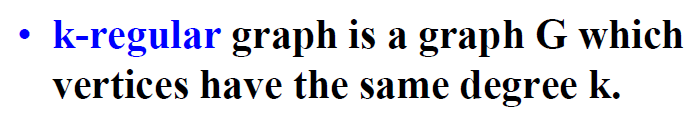 • k-regular graph is a graph G which
vertices have the same degree k.